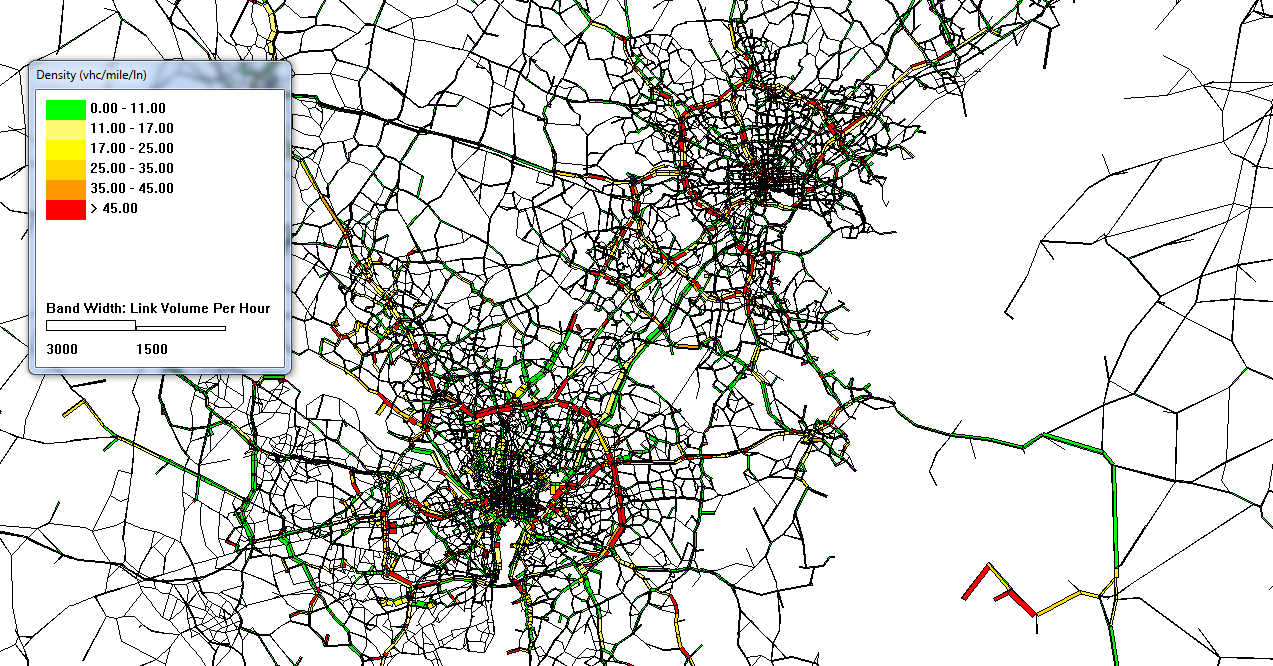 Density (vhc/mile/ln)
0.00 - 11.00
11.00 - 17.00
17.00 - 25.00
25.00 - 35.00
35.00 - 45.00
> 45.00
Band Width: Link Volume Per Hour
3000 1500